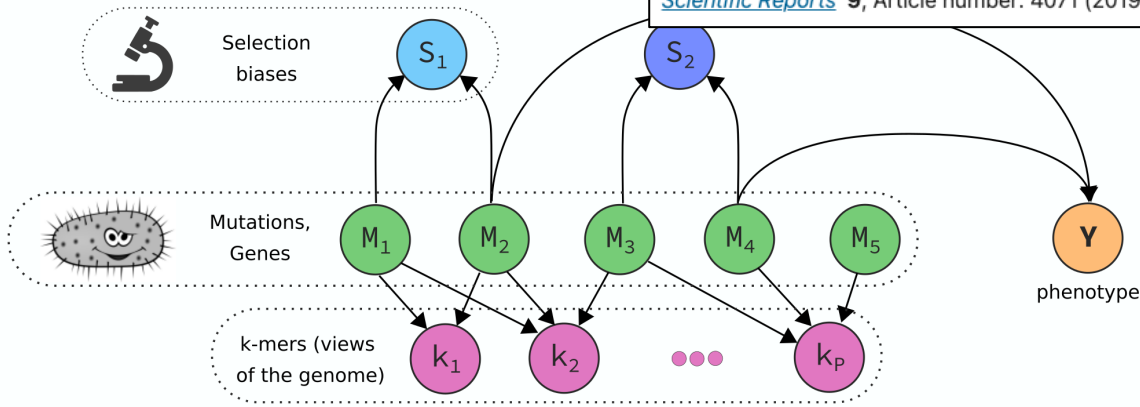 Scientific Reports 9, Article number: 4071 (2019
Selection
biases
S₁
S₂
Mutations,
Genes
M₁ M₂ M₃ M₄ M₅
Y
phenotype
k-mers (views
of the genome)
k₁ k₂ kₚ